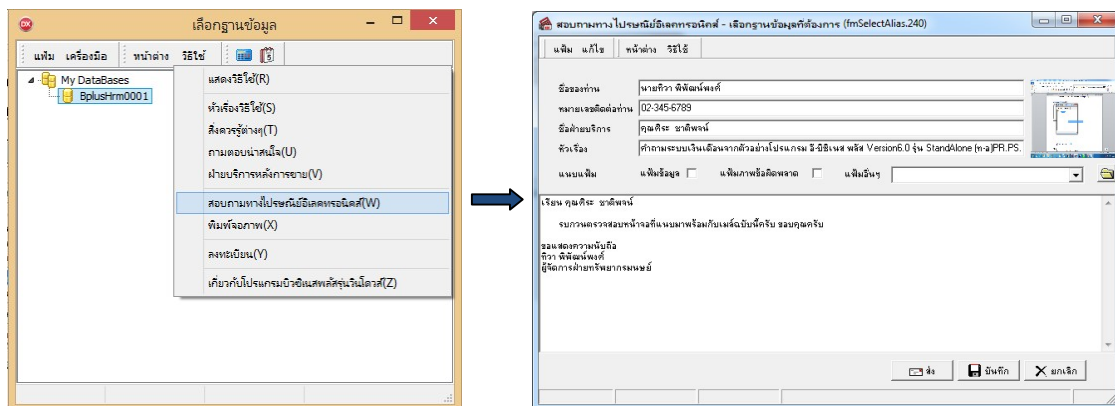 เลือกฐานข้อมูล
แฟ้ม เครื่องมือ หน้าต่าง วิธีใช้
My DataBases
BplusHrm0001
แสดงวิธีใช้(R)
หัวเรื่องวิธีใช้(S)
สิ่งควรรู้ต่างๆ(T)
ถามตอบน่าสนใจ(U)
ฝ่ายบริการหลังการขาย(V)
สอบถามทางไปรษณีย์อิเลคทรอนิคส์(W)
พิมพ์จอภาพ(X)
ลงทะเบียน(Y)
เกี่ยวกับโปรแกรมบิวซิเนสพลัสรุ่นวินโดวส์(Z)
สอบถามทางไปรษณีย์อิเลคทรอนิคส์ - เลือกฐานข้อมูลที่ต้องการ (fmSelectAlias.240)
แฟ้ม แก้ไข หน้าต่าง วิธีใช้
ชื่อของท่าน นายทิวา พิพัฒน์พงศ์
หมายเลขติดต่อท่าน 02-345-6789
ชื่อฝ่ายบริการ คุณศิระ ชาติพจน์
หัวเรื่อง คำถามระบบเงินเดือนจากตัวอย่างโปรแกรม อี-บิซิเนส พลัส Version6.0 รุ่น StandAlone (ท-a)PR.PS.
แนบแฟ้ม แฟ้มข้อมูล แฟ้มภาพข้อผิดพลาด แฟ้มอื่นๆ
เรียน คุณศิระ ชาติพจน์
รบกวนตรวจสอบหน้าจอที่แนบมาพร้อมกับเมล์ฉบับนี้ครับ ขอบคุณครับ
ขอแสดงความนับถือ
ทิวา พิพัฒน์พงศ์
ผู้จัดการฝ่ายทรัพยากรมนุษย์
ส่ง บันทึก ยกเลิก